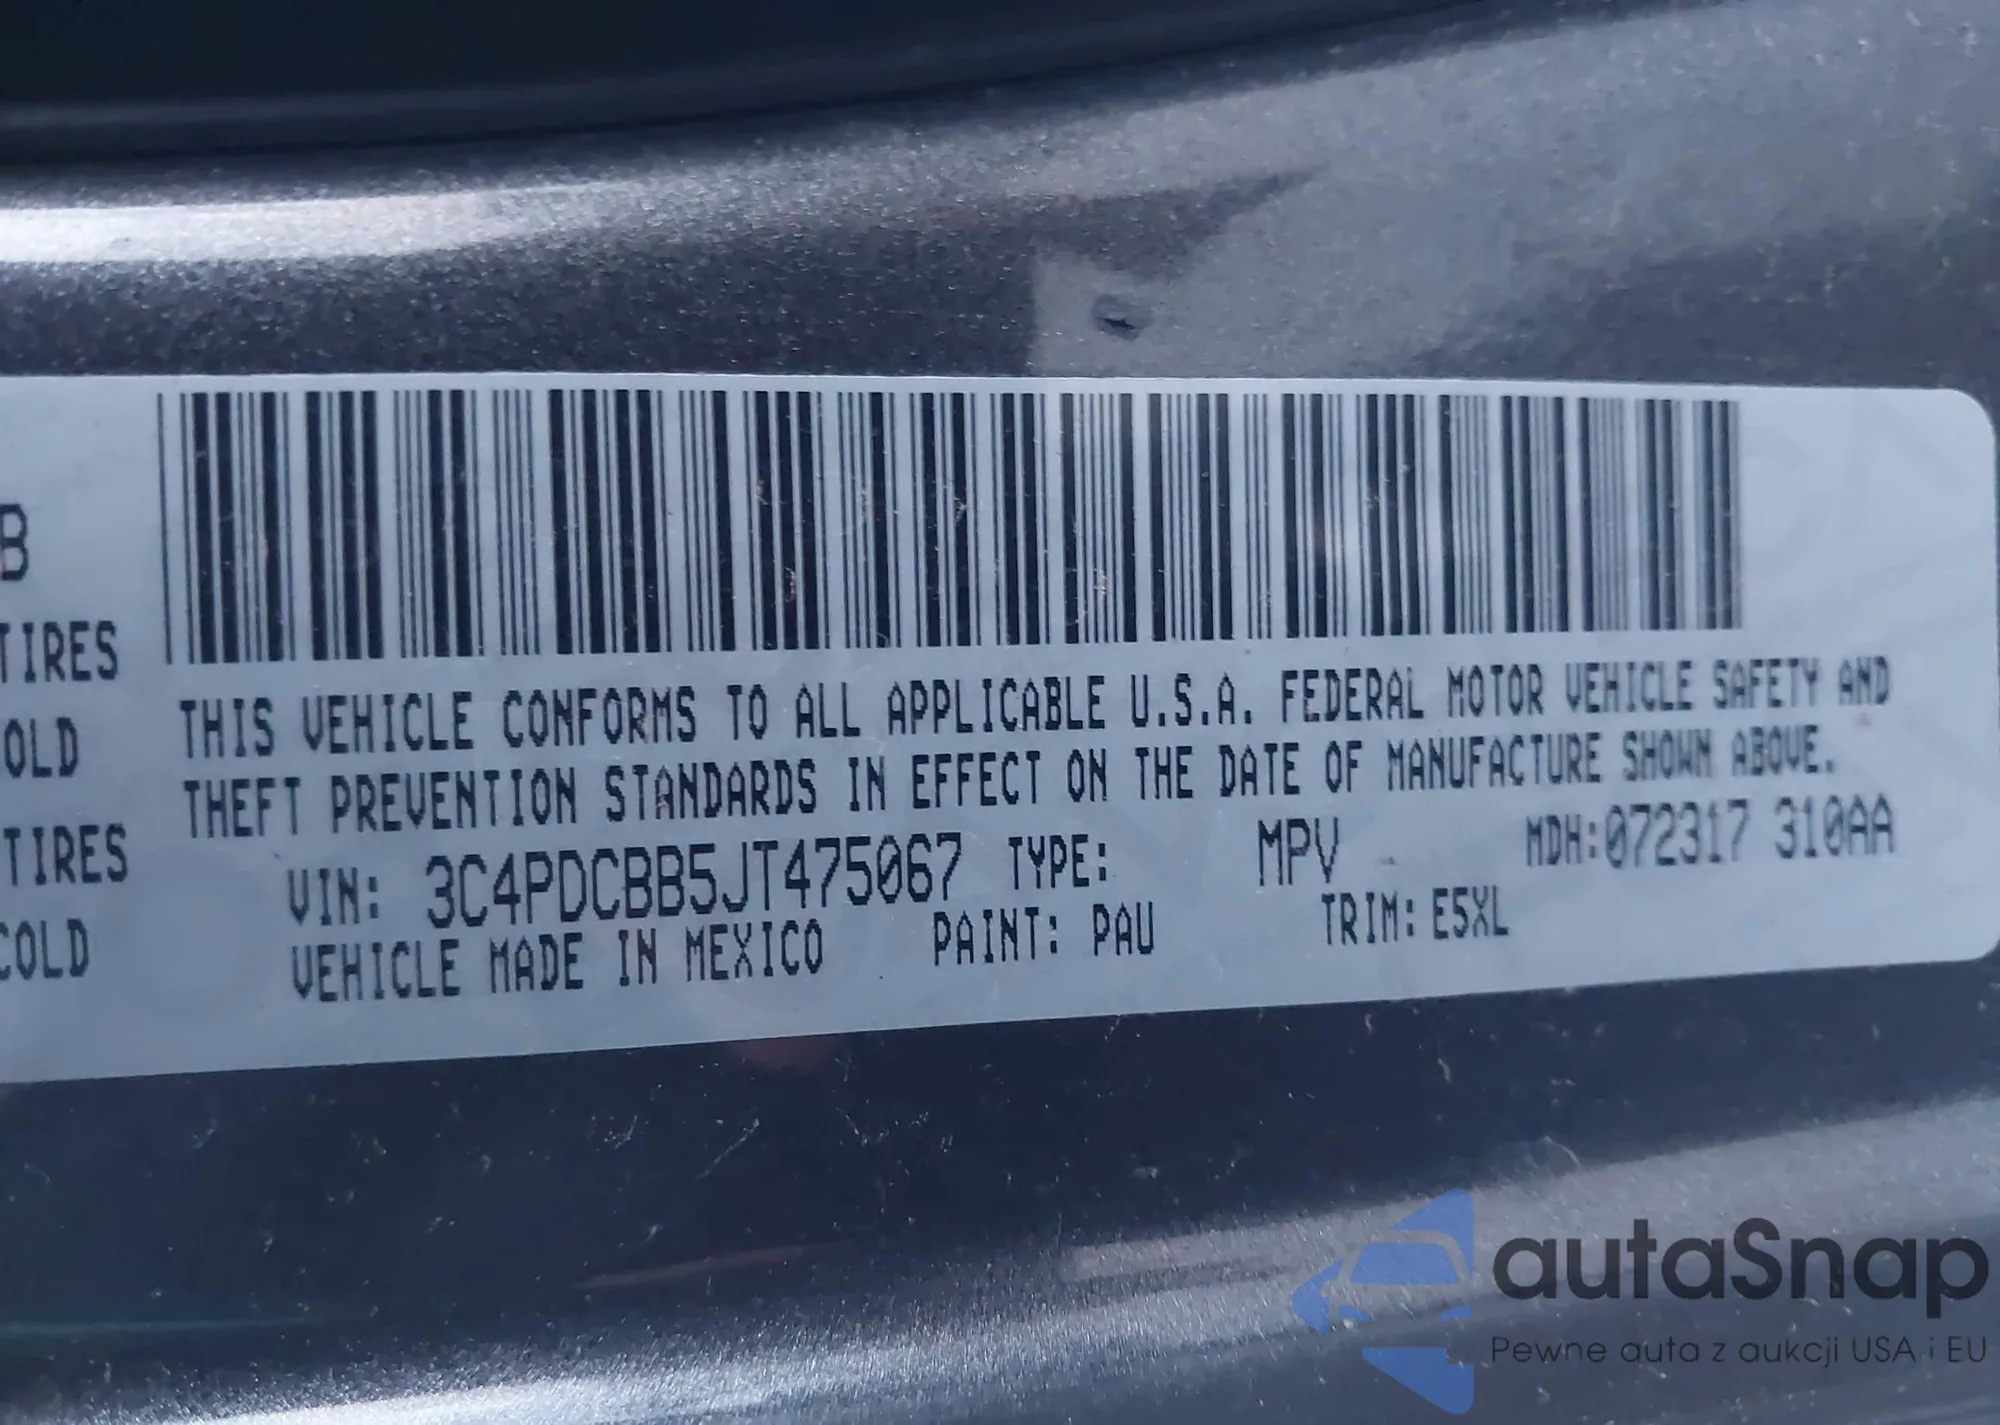 B
TIRES
OLD
TIRES
COLD
THIS VEHICLE CONFORMS TO ALL APPLICABLE U.S.A. FEDERAL MOTOR VEHICLE SAFETY AND
THEFT PREVENTION STANDARDS IN EFFECT ON THE DATE OF MANUFACTURE SHOWN ABOVE.
VIN: 3C4PDCBB5JT475067 TYPE: MPV MDH:072317 310AA
VEHICLE MADE IN MEXICO PAINT: PAU TRIM: E5XL
autaSnap
Pewne auta z aukcji USA i EU